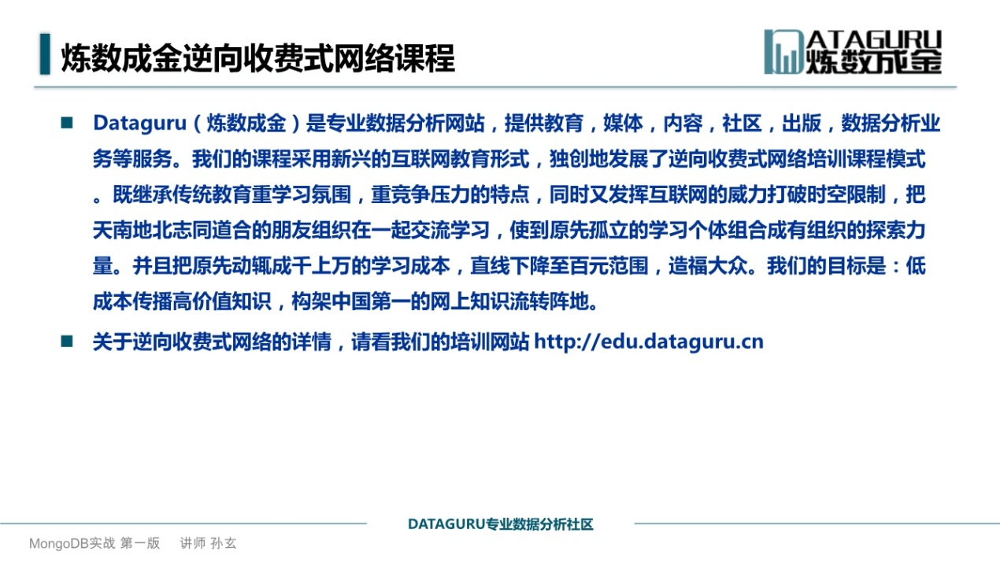 炼数成金逆向收费式网络课程
DATAGURU
炼数成金
■ Dataguru（炼数成金）是专业数据分析网站，提供教育，媒体，内容，社区，出版，数据分析业
务等服务。我们的课程采用新兴的互联网教育形式，独创地发展了逆向收费式网络培训课程模式
。既继承传统教育重学习氛围，重竞争压力的特点，同时又发挥互联网的威力打破时空限制，把
天南地北志同道合的朋友组织在一起交流学习，使到原先孤立的学习个体组合成有组织的探索力
量。并且把原先动辄成千上万的学习成本，直线下降至百元范围，造福大众。我们的目标是：低
成本传播高价值知识，构架中国第一的网上知识流转阵地。
■ 关于逆向收费式网络的详情，请看我们的培训网站 http://edu.dataguru.cn
DATAGURU专业数据分析社区
MongoDB实战 第一版 讲师 孙玄